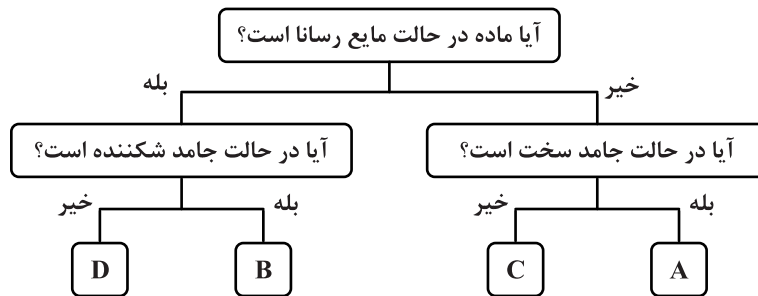 آیا ماده در حالت مایع رسانا است؟
خیر
بله
آیا در حالت جامد سخت است؟
آیا در حالت جامد شکننده است؟
بله
خیر
بله
خیر
A
C
B
D